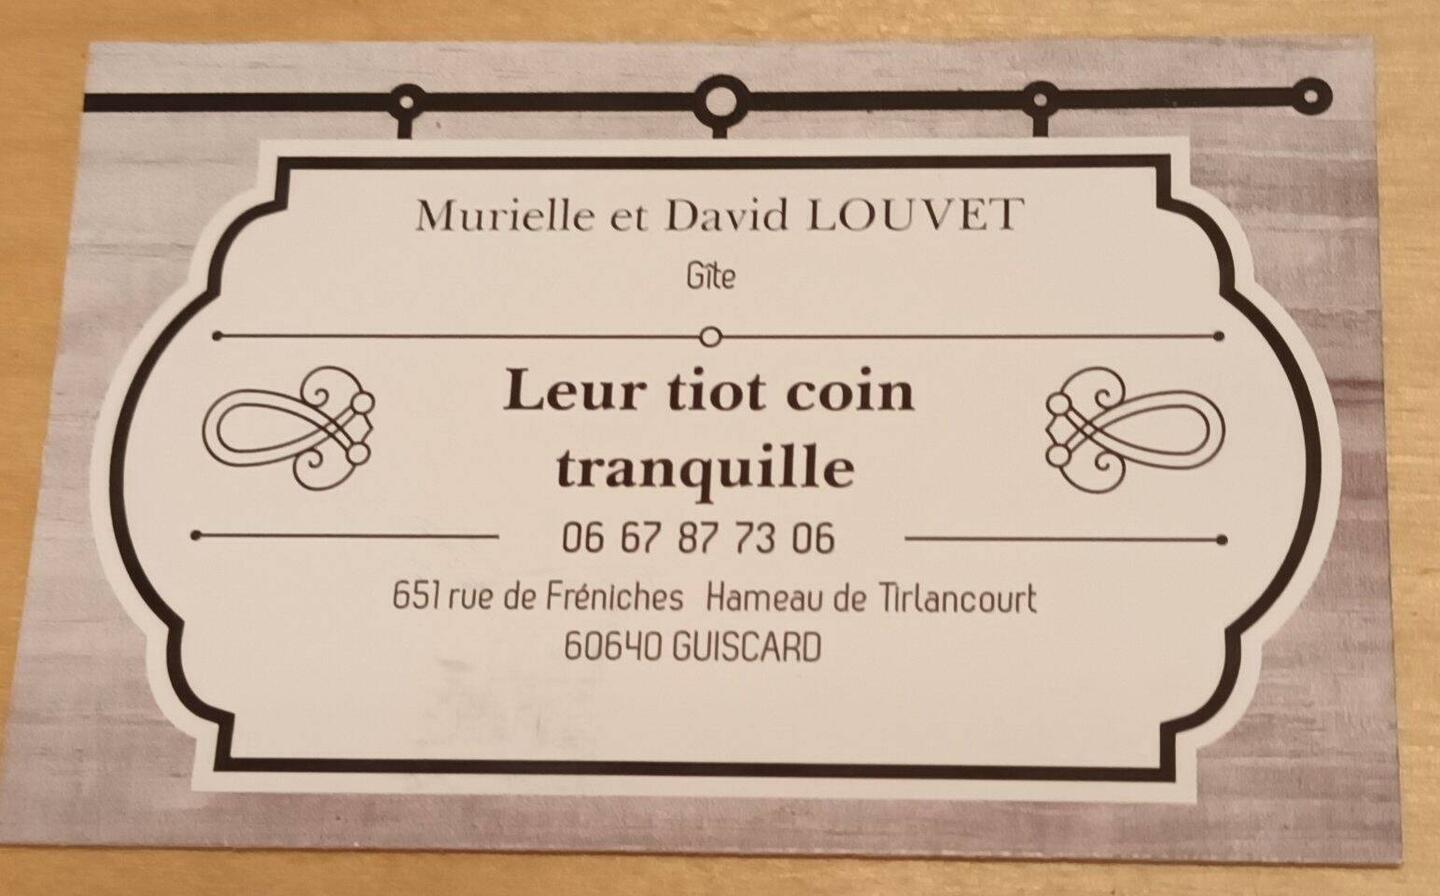 Murielle et David LOUVET
Gîte
Leur tiot coin
tranquille
06 67 87 73 06
651 rue de Fréniches Hameau de Tirlancourt
60640 GUISCARD